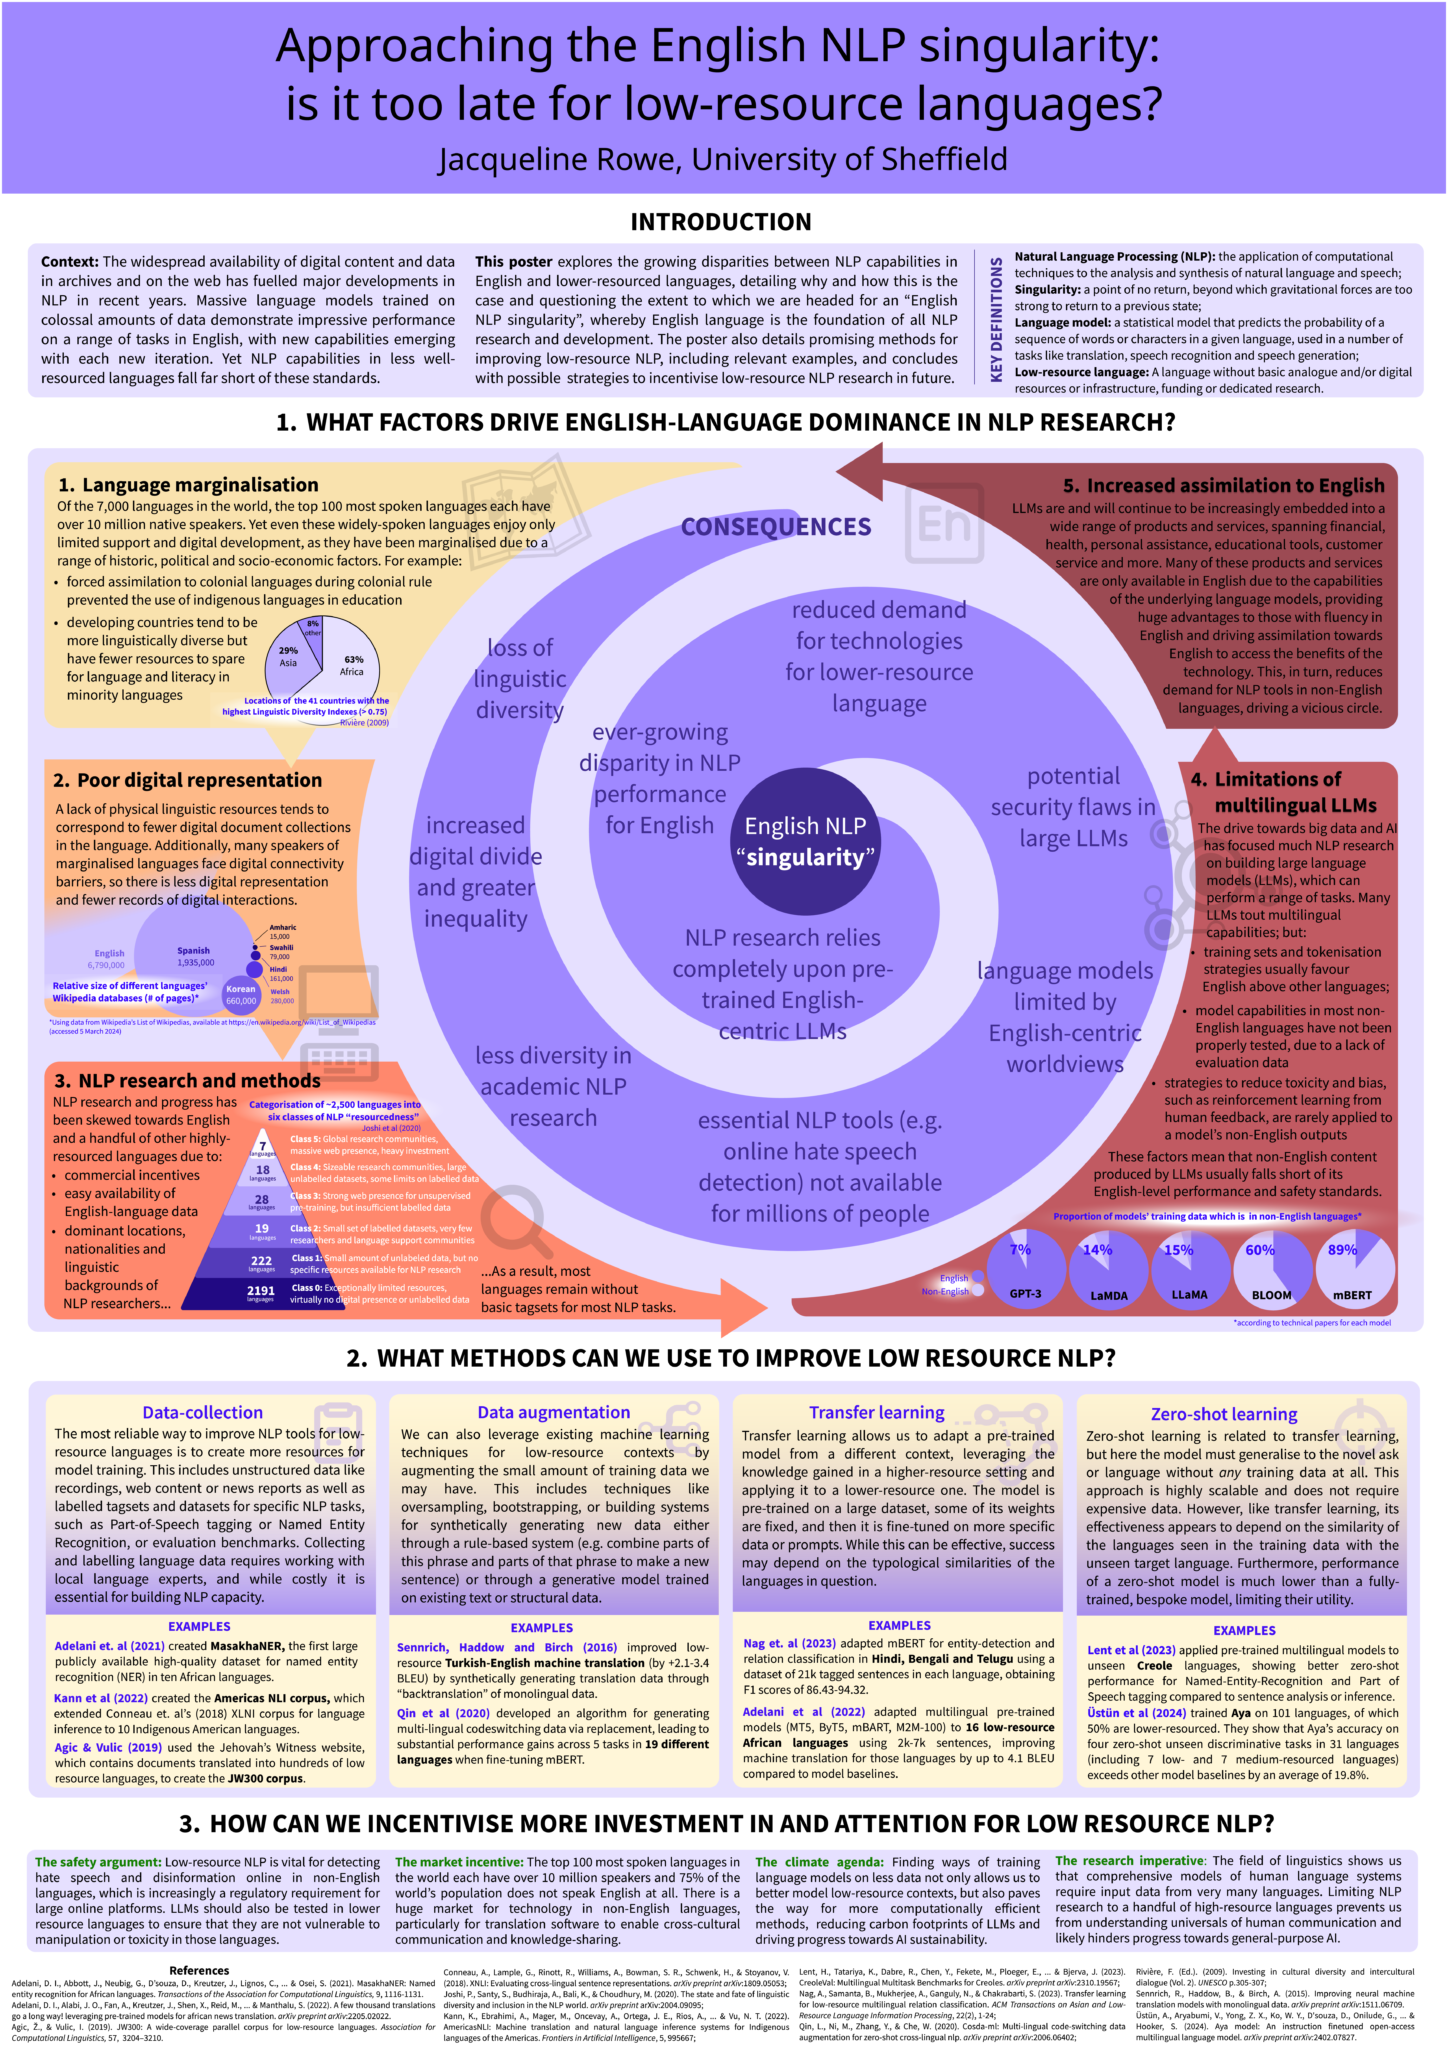 Approaching the English NLP singularity:
is it too late for low-resource languages?
Jacqueline Rowe, University of Sheffield
INTRODUCTION
Context: The widespread availability of digital content and data
in archives and on the web has fuelled major developments in
NLP in recent years. Massive language models trained on
colossal amounts of data demonstrate impressive performance
on a range of tasks in English, with new capabilities emerging
with each new iteration. Yet NLP capabilities in less well-
resourced languages fall far short of these standards.
This poster explores the growing disparities between NLP capabilities in
English and lower-resourced languages, detailing why and how this is the
case and questioning the extent to which we are headed for an “English
NLP singularity”, whereby English language is the foundation of all NLP
research and development. The poster also details promising methods for
improving low-resource NLP, including relevant examples, and concludes
with possible strategies to incentivise low-resource NLP research in future.
KEY DEFINITIONS
Natural Language Processing (NLP): the application of computational
techniques to the analysis and synthesis of natural language and speech;
Singularity: a point of no return, beyond which gravitational forces are too
strong to return to a previous state;
Language model: a statistical model that predicts the probability of a
sequence of words or characters in a given language, used in a number of
tasks like translation, speech recognition and speech generation;
Low-resource language: A language without basic analogue and/or digital
resources or infrastructure, funding or dedicated research.
1. WHAT FACTORS DRIVE ENGLISH-LANGUAGE DOMINANCE IN NLP RESEARCH?
1. Language marginalisation
Of the 7,000 languages in the world, the top 100 most spoken languages each have
over 10 million native speakers. Yet even these widely-spoken languages enjoy only
limited support and digital development, as they have been marginalised due to a
range of historic, political and socio-economic factors. For example:
• forced assimilation to colonial languages during colonial rule
prevented the use of indigenous languages in education
• developing countries tend to be
more linguistically diverse but
have fewer resources to spare
for language and literacy in
minority languages
8%
other
29%
Asia
63%
Africa
Locations of the 41 countries with the
highest Linguistic Diversity Indexes (> 0.75)
Rivière (2009)
2. Poor digital representation
A lack of physical linguistic resources tends to
correspond to fewer digital document collections
in the language. Additionally, many speakers of
marginalised languages face digital connectivity
barriers, so there is less digital representation
and fewer records of digital interactions.
English
6,790,000
Spanish
1,935,000
Amharic
15,000
Swahili
79,000
Hindi
161,000
Welsh
280,000
Korean
660,000
Relative size of different languages’
Wikipedia databases (# of pages)*
*Using data from Wikipedia's List of Wikipedias, available at https://en.wikipedia.org/wiki/List_of_Wikipedias
(accessed 5 March 2024)
3. NLP research and methods
NLP research and progress has
been skewed towards English
and a handful of other highly-
resourced languages due to:
• commercial incentives
• easy availability of
English-language data
• dominant locations,
nationalities and
linguistic
backgrounds of
NLP researchers...
Categorisation of ~2,500 languages into
six classes of NLP “resourcedness”
Joshi et al (2020)
7
languages
Class 5: Global research communities,
massive web presence, heavy investment
18
languages
Class 4: Sizeable research communities, large
unlabelled datasets, some limits on labelled data
28
languages
Class 3: Strong web presence for unsupervised
pre-training, but insufficient labelled data
19
languages
Class 2: Small set of labelled datasets, very few
researchers and language support communities
222
languages
Class 1: Small amount of unlabeled data, but no
specific resources available for NLP research
2191
languages
Class 0: Exceptionally limited resources,
virtually no digital presence or unlabelled data
...As a result, most
languages remain without
basic tagsets for most NLP tasks.
CONSEQUENCES
loss of
linguistic
diversity
increased
digital divide
and greater
inequality
less diversity in
academic NLP
research
essential NLP tools (e.g.
online hate speech
detection) not available
for millions of people
language models
limited by
English-centric
worldviews
potential
security flaws in
large LLMs
reduced demand
for technologies
for lower-resource
language
ever-growing
disparity in NLP
performance
for English
NLP research relies
completely upon pre-
trained English-
centric LLMs
English NLP
“singularity”
En
5. Increased assimilation to English
LLMs are and will continue to be increasingly embedded into a
wide range of products and services, spanning financial,
health, personal assistance, educational tools, customer
service and more. Many of these products and services
are only available in English due to the capabilities
of the underlying language models, providing
huge advantages to those with fluency in
English and driving assimilation towards
English to access the benefits of the
technology. This, in turn, reduces
demand for NLP tools in non-English
languages, driving a vicious circle.
4. Limitations of
multilingual LLMs
The drive towards big data and AI
has focused much NLP research
on building large language
models (LLMs), which can
perform a range of tasks. Many
LLMs tout multilingual
capabilities; but:
• training sets and tokenisation
strategies usually favour
English above other languages;
• model capabilities in most non-
English languages have not been
properly tested, due to a lack of
evaluation data
• strategies to reduce toxicity and bias,
such as reinforcement learning from
human feedback, are rarely applied to
a model's non-English outputs
These factors mean that non-English content
produced by LLMs usually falls short of its
English-level performance and safety standards.
Proportion of models' training data which is in non-English languages*
English
Non-English
7%
GPT-3
14%
LaMDA
15%
LLaMA
60%
BLOOM
89%
mBERT
*according to technical papers for each model
2. WHAT METHODS CAN WE USE TO IMPROVE LOW RESOURCE NLP?
Data-collection
The most reliable way to improve NLP tools for low-
resource languages is to create more resources for
model training. This includes unstructured data like
recordings, web content or news reports as well as
labelled tagsets and datasets for specific NLP tasks,
such as Part-of-Speech tagging or Named Entity
Recognition, or evaluation benchmarks. Collecting
and labelling language data requires working with
local language experts, and while costly it is
essential for building NLP capacity.
EXAMPLES
Adelani et. al (2021) created MasakhaNER, the first large
publicly available high-quality dataset for named entity
recognition (NER) in ten African languages.
Kann et al (2022) created the Americas NLI corpus, which
extended Conneau et. al's (2018) XLNI corpus for language
inference to 10 Indigenous American languages.
Agic & Vulic (2019) used the Jehovah's Witness website,
which contains documents translated into hundreds of low
resource languages, to create the JW300 corpus.
Data augmentation
We can also leverage existing machine learning
techniques for low-resource contexts by
augmenting the small amount of training data we
may have. This includes techniques like
oversampling, bootstrapping, or building systems
for synthetically generating new data either
through a rule-based system (e.g. combine parts of
this phrase and parts of that phrase to make a new
sentence) or through a generative model trained
on existing text or structural data.
EXAMPLES
Sennrich, Haddow and Birch (2016) improved low-
resource Turkish-English machine translation (by +2.1-3.4
BLEU) by synthetically generating translation data through
“backtranslation” of monolingual data.
Qin et al (2020) developed an algorithm for generating
multi-lingual codeswitching data via replacement, leading to
substantial performance gains across 5 tasks in 19 different
languages when fine-tuning mBERT.
Transfer learning
Transfer learning allows us to adapt a pre-trained
model from a different context, leveraging the
knowledge gained in a higher-resource setting and
applying it to a lower-resource one. The model is
pre-trained on a large dataset, some of its weights
are fixed, and then it is fine-tuned on more specific
data or prompts. While this can be effective, success
may depend on the typological similarities of the
languages in question.
EXAMPLES
Nag et. al (2023) adapted mBERT for entity-detection and
relation classification in Hindi, Bengali and Telugu using a
dataset of 21k tagged sentences in each language, obtaining
F1 scores of 86.43-94.32.
Adelani et al (2022) adapted multilingual pre-trained
models (MT5, ByT5, mBART, M2M-100) to 16 low-resource
African languages using 2k-7k sentences, improving
machine translation for those languages by up to 4.1 BLEU
compared to model baselines.
Zero-shot learning
Zero-shot learning is related to transfer learning,
but here the model must generalise to the novel ask
or language without any training data at all. This
approach is highly scalable and does not require
expensive data. However, like transfer learning, its
effectiveness appears to depend on the similarity of
the languages seen in the training data with the
unseen target language. Furthermore, performance
of a zero-shot model is much lower than a fully-
trained, bespoke model, limiting their utility.
EXAMPLES
Lent et al (2023) applied pre-trained multilingual models to
unseen Creole languages, showing better zero-shot
performance for Named-Entity-Recognition and Part of
Speech tagging compared to sentence analysis or inference.
Üstün et al (2024) trained Aya on 101 languages, of which
50% are lower-resourced. They show that Aya's accuracy on
four zero-shot unseen discriminative tasks in 31 languages
(including 7 low- and 7 medium-resourced languages)
exceeds other model baselines by an average of 19.8%.
3. HOW CAN WE INCENTIVISE MORE INVESTMENT IN AND ATTENTION FOR LOW RESOURCE NLP?
The safety argument: Low-resource NLP is vital for detecting
hate speech and disinformation online in non-English
languages, which is increasingly a regulatory requirement for
large online platforms. LLMs should also be tested in lower
resource languages to ensure that they are not vulnerable to
manipulation or toxicity in those languages.
The market incentive: The top 100 most spoken languages in
the world each have over 10 million speakers and 75% of the
world's population does not speak English at all. There is a
huge market for technology in non-English languages,
particularly for translation software to enable cross-cultural
communication and knowledge-sharing.
The climate agenda: Finding ways of training
language models on less data not only allows us to
better model low-resource contexts, but also paves
the way for more computationally efficient
methods, reducing carbon footprints of LLMs and
driving progress towards AI sustainability.
The research imperative: The field of linguistics shows us
that comprehensive models of human language systems
require input data from very many languages. Limiting NLP
research to a handful of high-resource languages prevents us
from understanding universals of human communication and
likely hinders progress towards general-purpose AI.
References
Adelani, D. I., Abbott, J., Neubig, G., D'souza, D., Kreutzer, J., Lignos, C., ... & Osei, S. (2021). MasakhaNER: Named
entity recognition for African languages. Transactions of the Association for Computational Linguistics, 9, 1116-1131.
Adelani, D. I., Alabi, J. O., Fan, A., Kreutzer, J., Shen, X., Reid, M., ... & Manthalu, S. (2022). A few thousand translations
go a long way! leveraging pre-trained models for african news translation. arXiv preprint arXiv:2205.02022.
Agic, Ž., & Vulic, I. (2019). JW300: A wide-coverage parallel corpus for low-resource languages. Association for
Computational Linguistics, 57, 3204–3210.
Conneau, A., Lample, G., Rinott, R., Williams, A., Bowman, S. R., Schwenk, H., & Stoyanov, V.
(2018). XNLI: Evaluating cross-lingual sentence representations. arXiv preprint arXiv:1809.05053;
Joshi, P., Santy, S., Budhiraja, A., Bali, K., & Choudhury, M. (2020). The state and fate of linguistic
diversity and inclusion in the NLP world. arXiv preprint arXiv:2004.09095;
Kann, K., Ebrahimi, A., Mager, M., Oncevay, A., Ortega, J. E., Rios, A., ... & Vu, N. T. (2022).
AmericasNLI: Machine translation and natural language inference systems for Indigenous
languages of the Americas. Frontiers in Artificial Intelligence, 5, 995667;
Lent, H., Tatariya, K., Dabre, R., Chen, Y., Fekete, M., Ploeger, E., ... & Bjerva, J. (2023).
CreoleVal: Multilingual Multitask Benchmarks for Creoles. arXiv preprint arXiv:2310.19567;
Nag, A., Samanta, B., Mukherjee, A., Ganguly, N., & Chakrabarti, S. (2023). Transfer learning
for low-resource multilingual relation classification. ACM Transactions on Asian and Low-
Resource Language Information Processing, 22(2), 1-24;
Qin, L., Ni, M., Zhang, Y., & Che, W. (2020). Cosda-ml: Multi-lingual code-switching data
augmentation for zero-shot cross-lingual nlp. arXiv preprint arXiv:2006.06402;
Rivière, F. (Ed.). (2009). Investing in cultural diversity and intercultural
dialogue (Vol. 2). UNESCO p.305-307;
Sennrich, R., Haddow, B., & Birch, A. (2015). Improving neural machine
translation models with monolingual data. arXiv preprint arXiv:1511.06709.
Üstün, A., Aryabumi, V., Yong, Z. X., Ko, W. Y., D'souza, D., Onilude, G., ... &
Hooker, S. (2024). Aya model: An instruction finetuned open-access
multilingual language model. arXiv preprint arXiv:2402.07827.